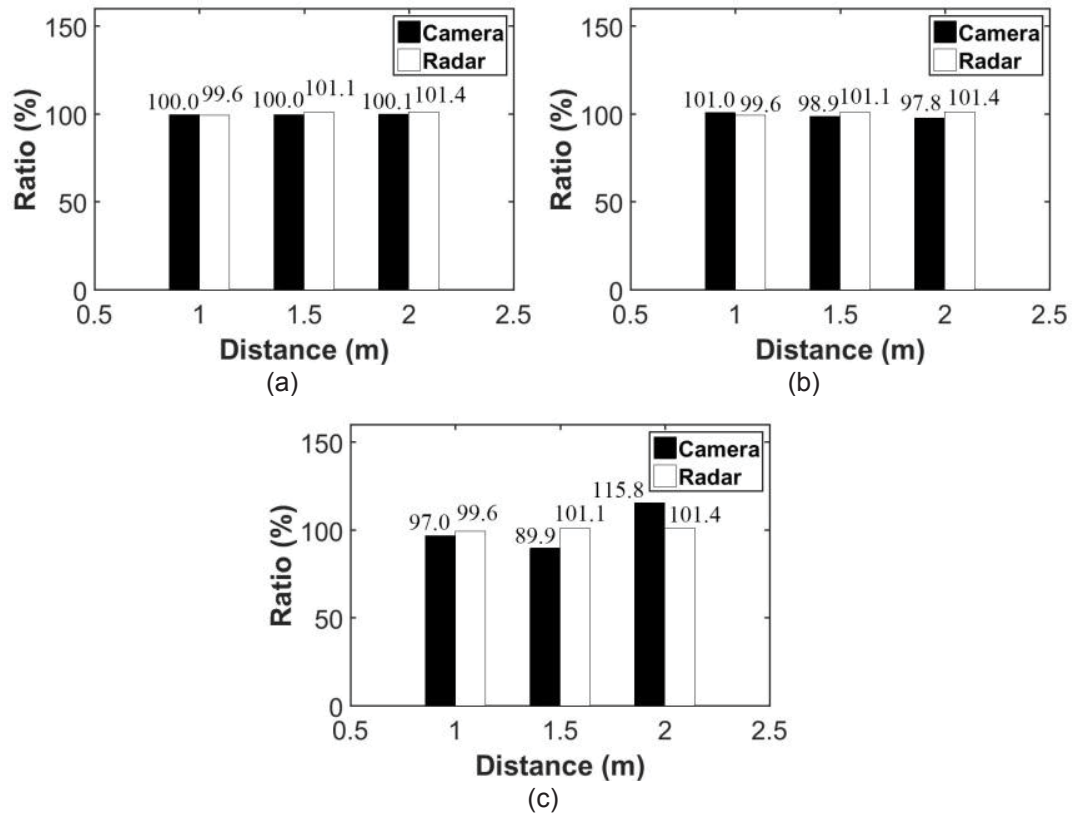 150
Camera
Radar
100.0 99.6 100.0 101.1 100.1 101.4
100
Ratio (%)
50
0
0.5 1 1.5 2 2.5
Distance (m)
(a)
150
Camera
Radar
101.0 99.6 98.9 101.1 97.8 101.4
100
Ratio (%)
50
0
0.5 1 1.5 2 2.5
Distance (m)
(b)
150
Camera
Radar
115.8
97.0 99.6 89.9 101.1 101.4
100
Ratio (%)
50
0
0.5 1 1.5 2 2.5
Distance (m)
(c)